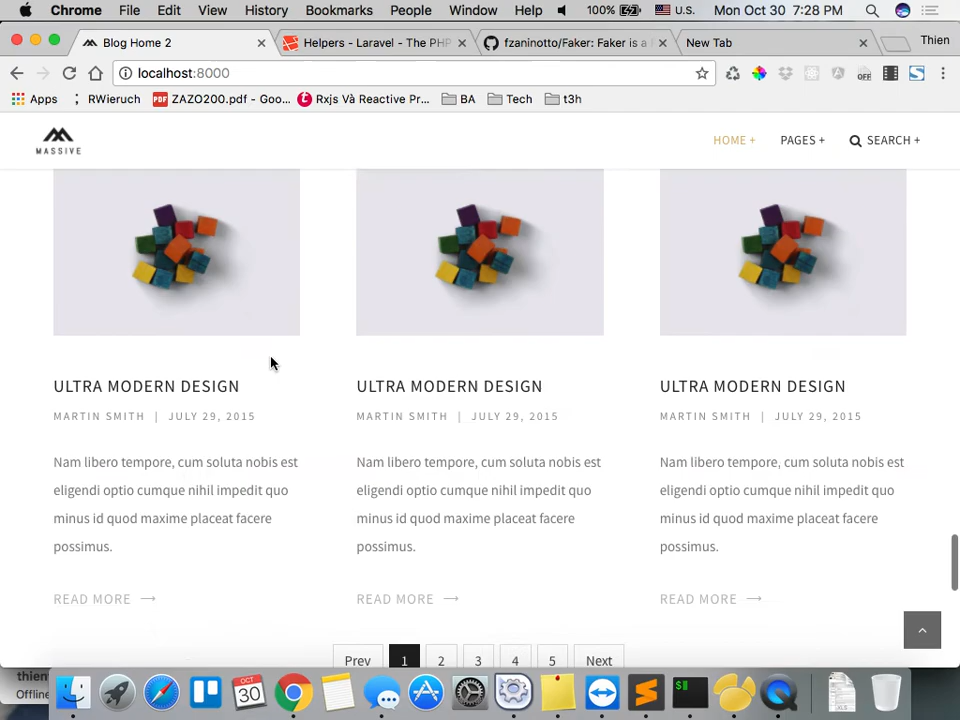 Chrome File Edit View History Bookmarks People Window Help 100% U.S. Mon Oct 30 7:28 PM
Blog Home 2 Helpers - Laravel - The PHP fzaninotto/Faker: Faker is a New Tab Thien
localhost:8000
Apps RWieruch ZAZO200.pdf - Goo... Rxjs Và Reactive Pr... BA Tech t3h
MASSIVE HOME + PAGES + SEARCH +
ULTRA MODERN DESIGN ULTRA MODERN DESIGN ULTRA MODERN DESIGN
MARTIN SMITH | JULY 29, 2015 MARTIN SMITH | JULY 29, 2015 MARTIN SMITH | JULY 29, 2015
Nam libero tempore, cum soluta nobis est
eligendi optio cumque nihil impedit quo
minus id quod maxime placeat facere
possimus.
Nam libero tempore, cum soluta nobis est
eligendi optio cumque nihil impedit quo
minus id quod maxime placeat facere
possimus.
Nam libero tempore, cum soluta nobis est
eligendi optio cumque nihil impedit quo
minus id quod maxime placeat facere
possimus.
READ MORE → READ MORE → READ MORE →
Prev 1 2 3 4 5 Next
Offline
OCT
30